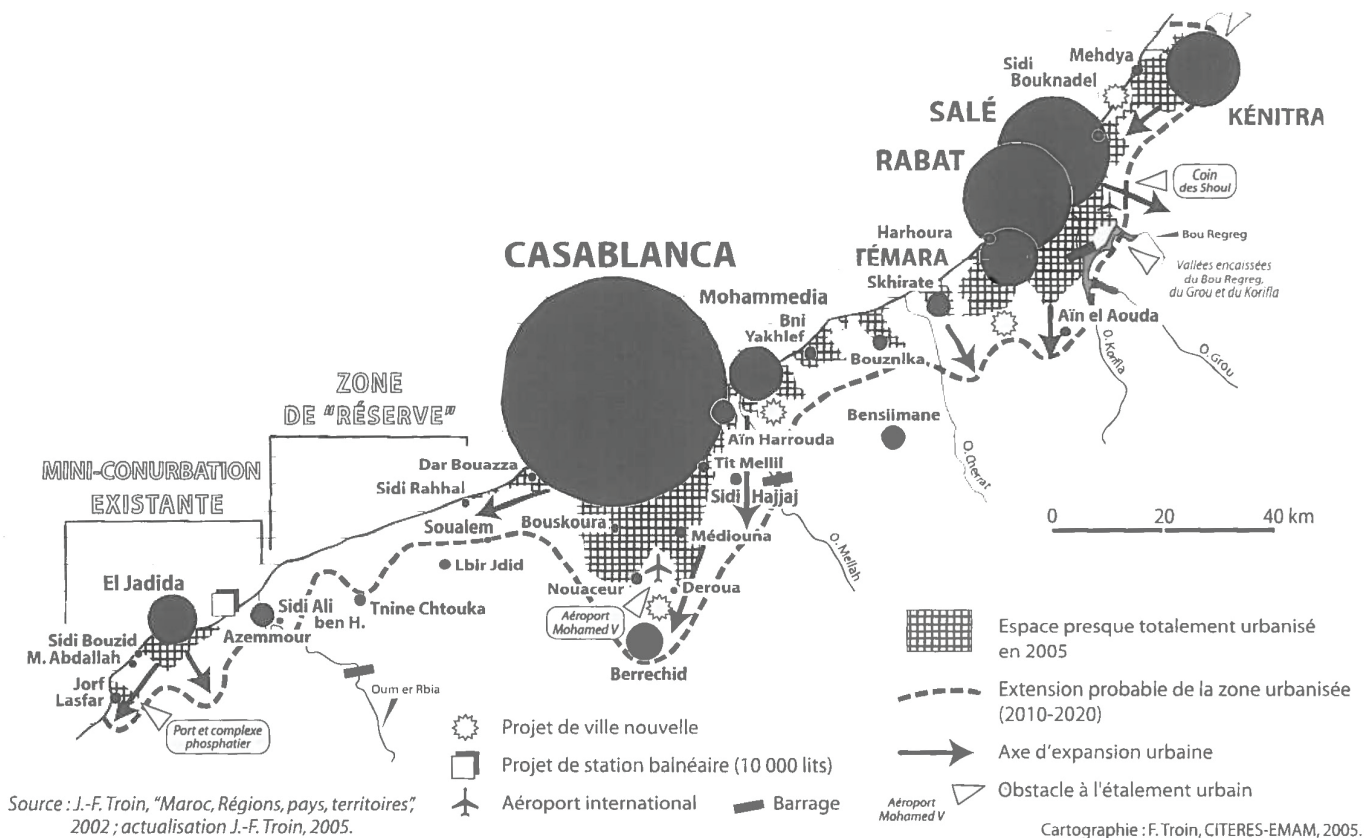 Mehdya
Sidi
Bouknadel
SALÉ
KÉNITRA
RABAT
Coin
des Shoul
Harhoura
Bou Regreg
TÉMARA
CASABLANCA
Vallées encaissées
du Bou Regreg,
du Grou et du Korifla
Skhirate
Mohammedia
Bni
Yakhlef
Aïn el Aouda
Bouznika
O. Korifla
O. Grou
ZONE
DE "RÉSERVE"
Bensiimane
Aïn Harrouda
O. Cherrat
MINI-CONURBATION
EXISTANTE
Dar Bouazza
Tit Mellil
Sidi Rahhal
Sidi Hajjaj
Soualem
Bouskoura
Médiouna
O. Mellah
0 20 40 km
El Jadida
Lbir Jdid
Nouaceur
Deroua
Sidi Ali
ben H.
Tnine Chtouka
Aéroport
Mohamed V
Azemmour
Sidi Bouzid
M. Abdallah
Berrechid
Jorf
Lasfar
Oum er Rbia
Port et complexe
phosphatier
Espace presque totalement urbanisé
en 2005
Extension probable de la zone urbanisée
(2010-2020)
Projet de ville nouvelle
Axe d'expansion urbaine
Projet de station balnéaire (10 000 lits)
Obstacle à l'étalement urbain
Aéroport
Mohamed V
Aéroport international
Barrage
Source : J.-F. Troin, "Maroc, Régions, pays, territoires",
2002 ; actualisation J.-F. Troin, 2005.
Cartographie : F. Troin, CITERES-EMAM, 2005.